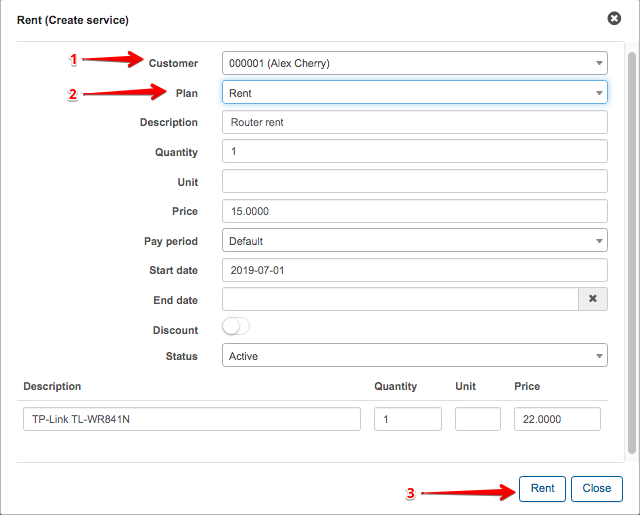 Rent (Create service)
1 Customer 000001 (Alex Cherry)
2 Plan Rent
Description Router rent
Quantity 1
Unit
Price 15.0000
Pay period Default
Start date 2019-07-01
End date
Discount
Status Active
Description Quantity Unit Price
TP-Link TL-WR841N 1 22.0000
3 Rent Close